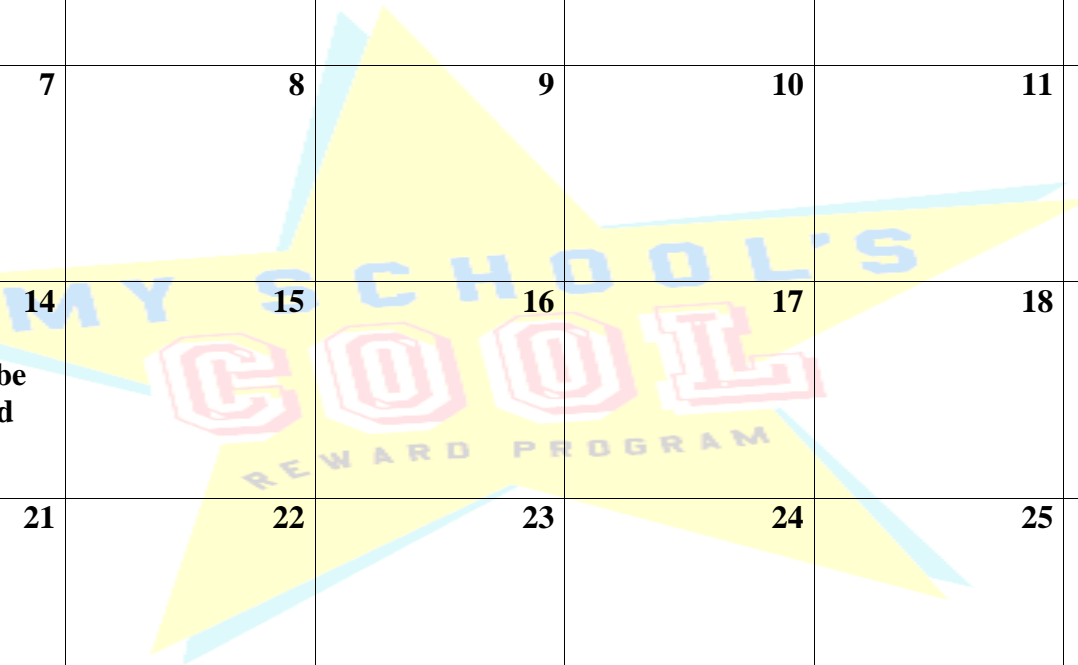 7 8 9 10 11
MY SCHOOL'S
14 15 16 17 18
COOL
be
d
REWARD PROGRAM
21 22 23 24 25